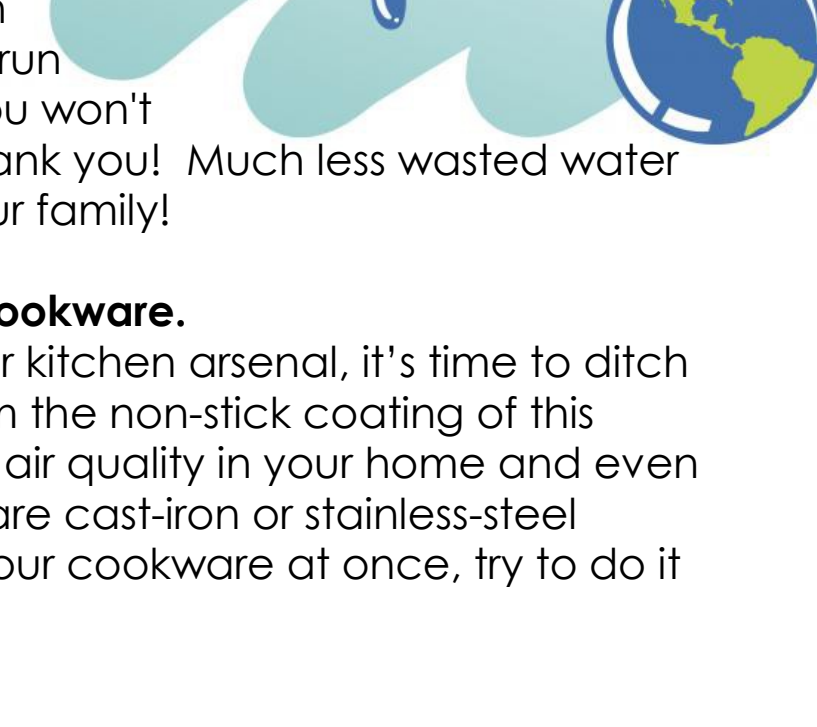 run
won't
ank you!  Much less wasted water
ur family!
ookware.
r kitchen arsenal, it’s time to ditch
the non-stick coating of this
air quality in your home and even
are cast-iron or stainless-steel
our cookware at once, try to do it